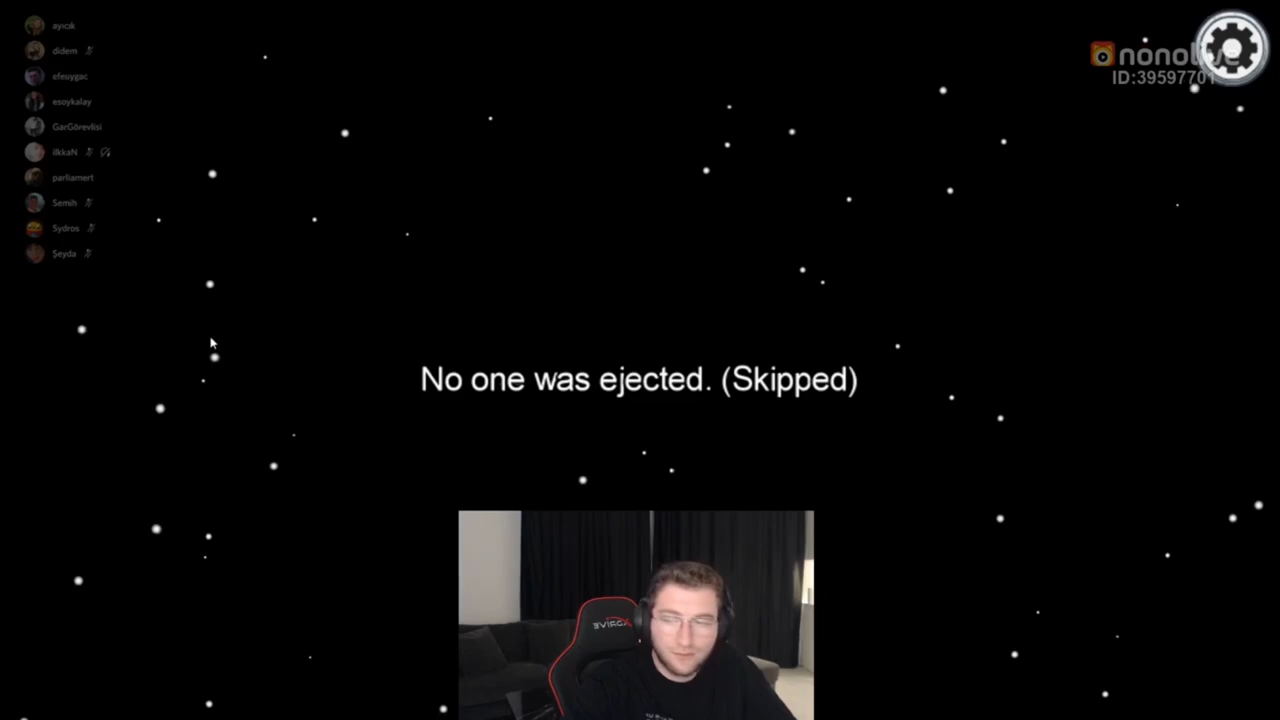 ayıcık
didem
efeuygac
esoykalay
GarGörevlisi
ilkkaN
parliamert
Semih
Sydros
Şeyda
nonolive
ID:39597701
No one was ejected. (Skipped)